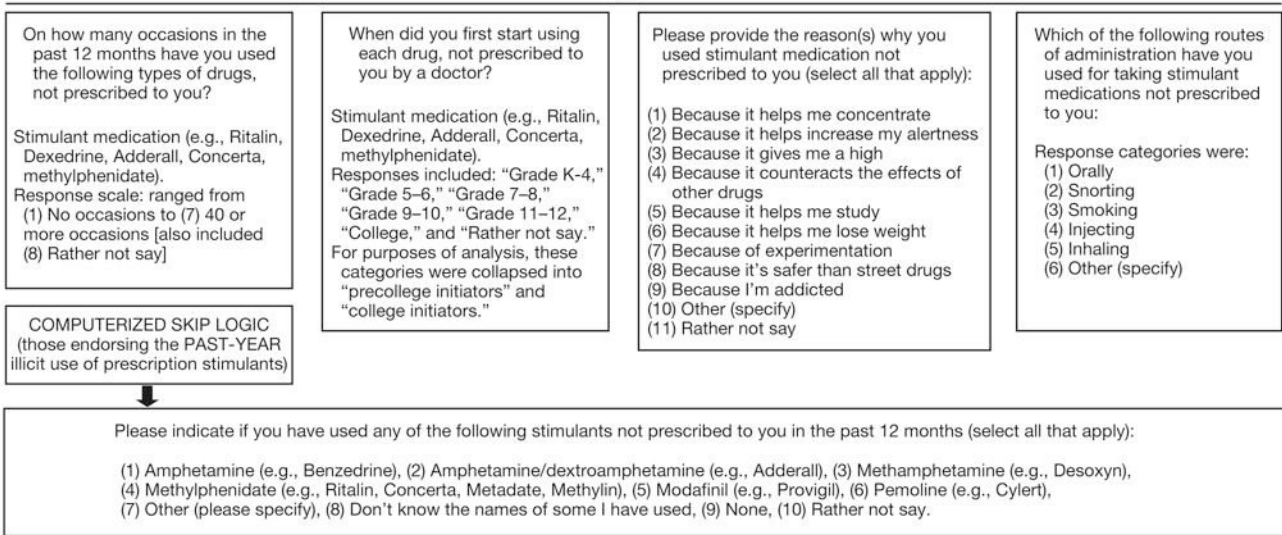 On how many occasions in the
past 12 months have you used
the following types of drugs,
not prescribed to you?
Stimulant medication (e.g., Ritalin,
Dexedrine, Adderall, Concerta,
methylphenidate).
Response scale: ranged from
(1) No occasions to (7) 40 or
more occasions [also included
(8) Rather not say]
When did you first start using
each drug, not prescribed to
you by a doctor?
Stimulant medication (e.g., Ritalin,
Dexedrine, Adderall, Concerta,
methylphenidate).
Responses included: “Grade K-4,”
“Grade 5–6,” “Grade 7–8,”
“Grade 9–10,” “Grade 11–12,”
“College,” and “Rather not say.”
For purposes of analysis, these
categories were collapsed into
“precollege initiators” and
“college initiators.”
Please provide the reason(s) why you
used stimulant medication not
prescribed to you (select all that apply):
(1) Because it helps me concentrate
(2) Because it helps increase my alertness
(3) Because it gives me a high
(4) Because it counteracts the effects of
other drugs
(5) Because it helps me study
(6) Because it helps me lose weight
(7) Because of experimentation
(8) Because it’s safer than street drugs
(9) Because I’m addicted
(10) Other (specify)
(11) Rather not say
Which of the following routes
of administration have you
used for taking stimulant
medications not prescribed
to you:
Response categories were:
(1) Orally
(2) Snorting
(3) Smoking
(4) Injecting
(5) Inhaling
(6) Other (specify)
COMPUTERIZED SKIP LOGIC
(those endorsing the PAST-YEAR
illicit use of prescription stimulants)
Please indicate if you have used any of the following stimulants not prescribed to you in the past 12 months (select all that apply):
(1) Amphetamine (e.g., Benzedrine), (2) Amphetamine/dextroamphetamine (e.g., Adderall), (3) Methamphetamine (e.g., Desoxyn),
(4) Methylphenidate (e.g., Ritalin, Concerta, Metadate, Methylin), (5) Modafinil (e.g., Provigil), (6) Pemoline (e.g., Cylert),
(7) Other (please specify), (8) Don’t know the names of some I have used, (9) None, (10) Rather not say.